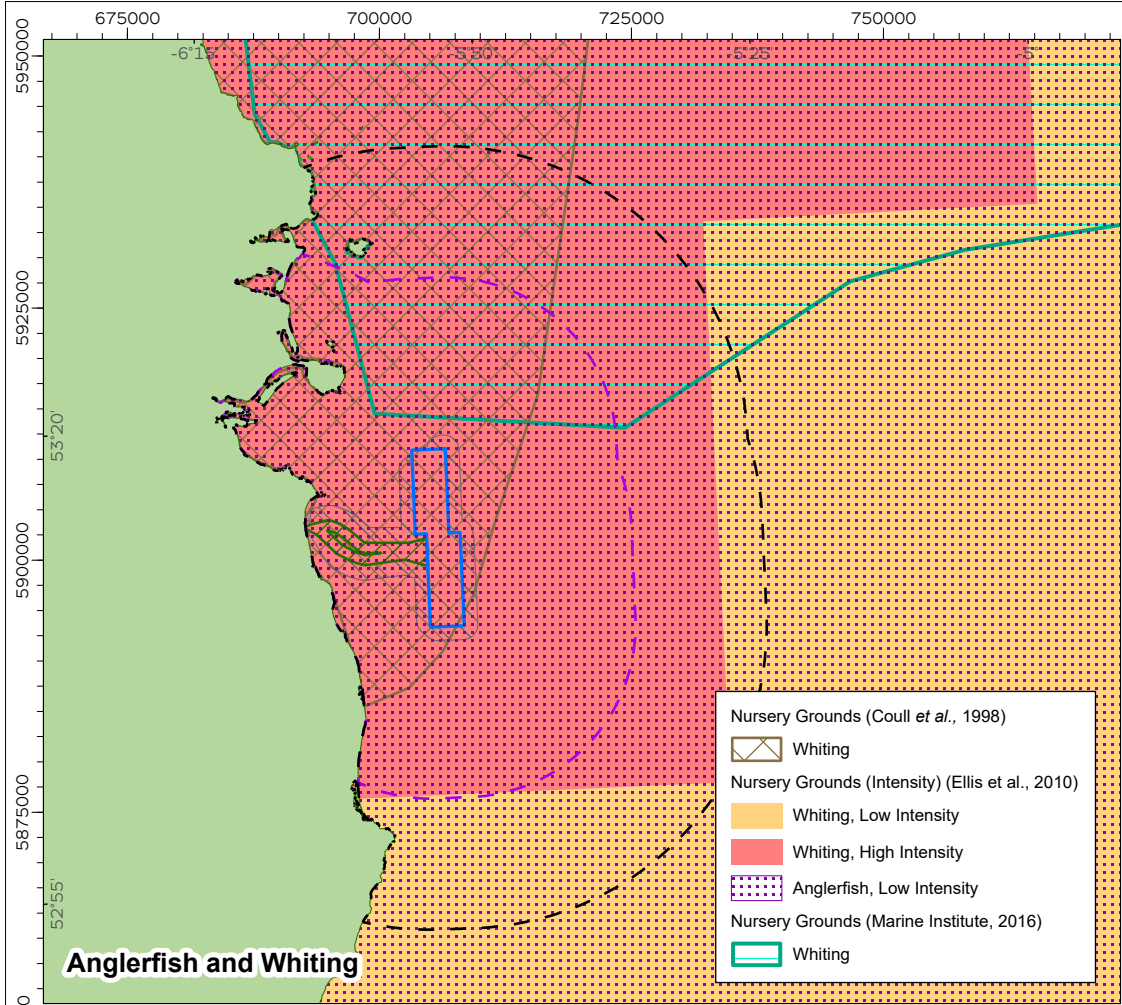 675000 700000 725000 750000
-6°15' -5°50' -5°25' -5°
5950000
5925000
53°20'
5900000
5875000
52°55'
0
Anglerfish and Whiting
Nursery Grounds (Coull et al., 1998)
Whiting
Nursery Grounds (Intensity) (Ellis et al., 2010)
Whiting, Low Intensity
Whiting, High Intensity
Anglerfish, Low Intensity
Nursery Grounds (Marine Institute, 2016)
Whiting